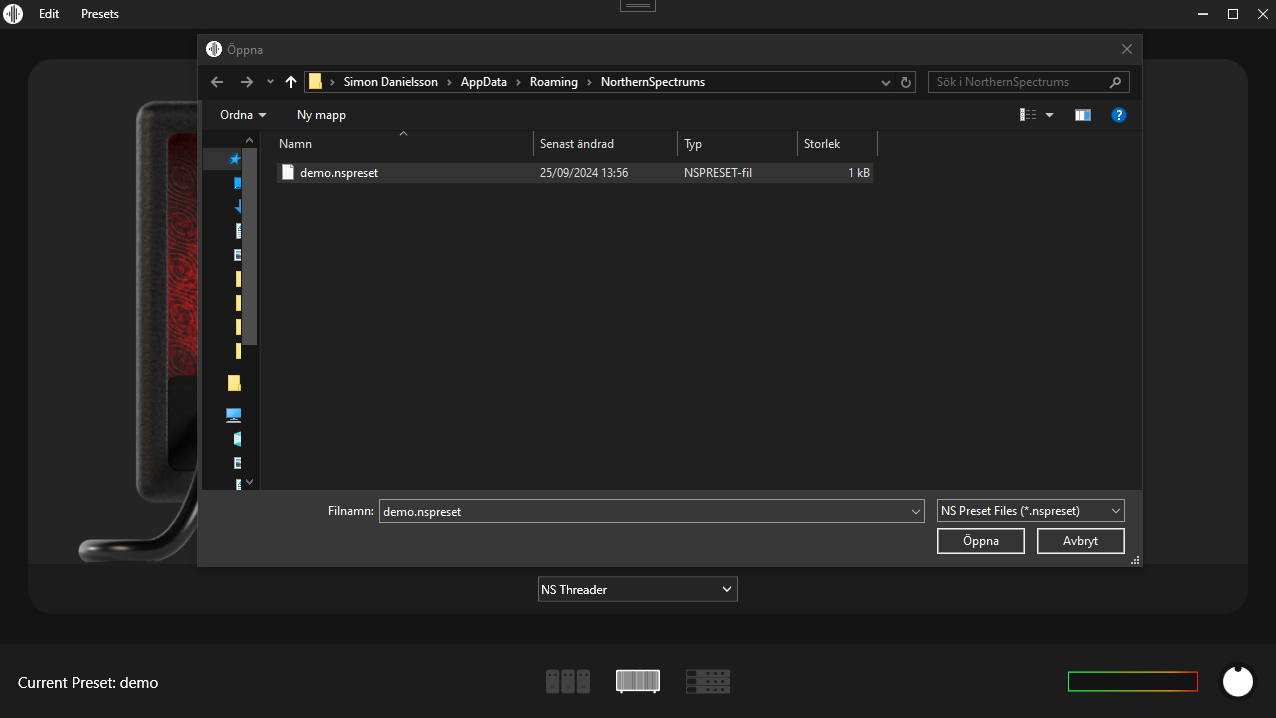 Edit Presets
Öppna
Simon Danielsson AppData Roaming NorthernSpectrums
Sök i NorthernSpectrums
Ordna Ny mapp
?
Namn Senast ändrad Typ Storlek
demo.nspreset 25/09/2024 13:56 NSPRESET-fil 1 kB
Filnamn: demo.nspreset NS Preset Files (*.nspreset)
Öppna Avbryt
NS Threader
Current Preset: demo